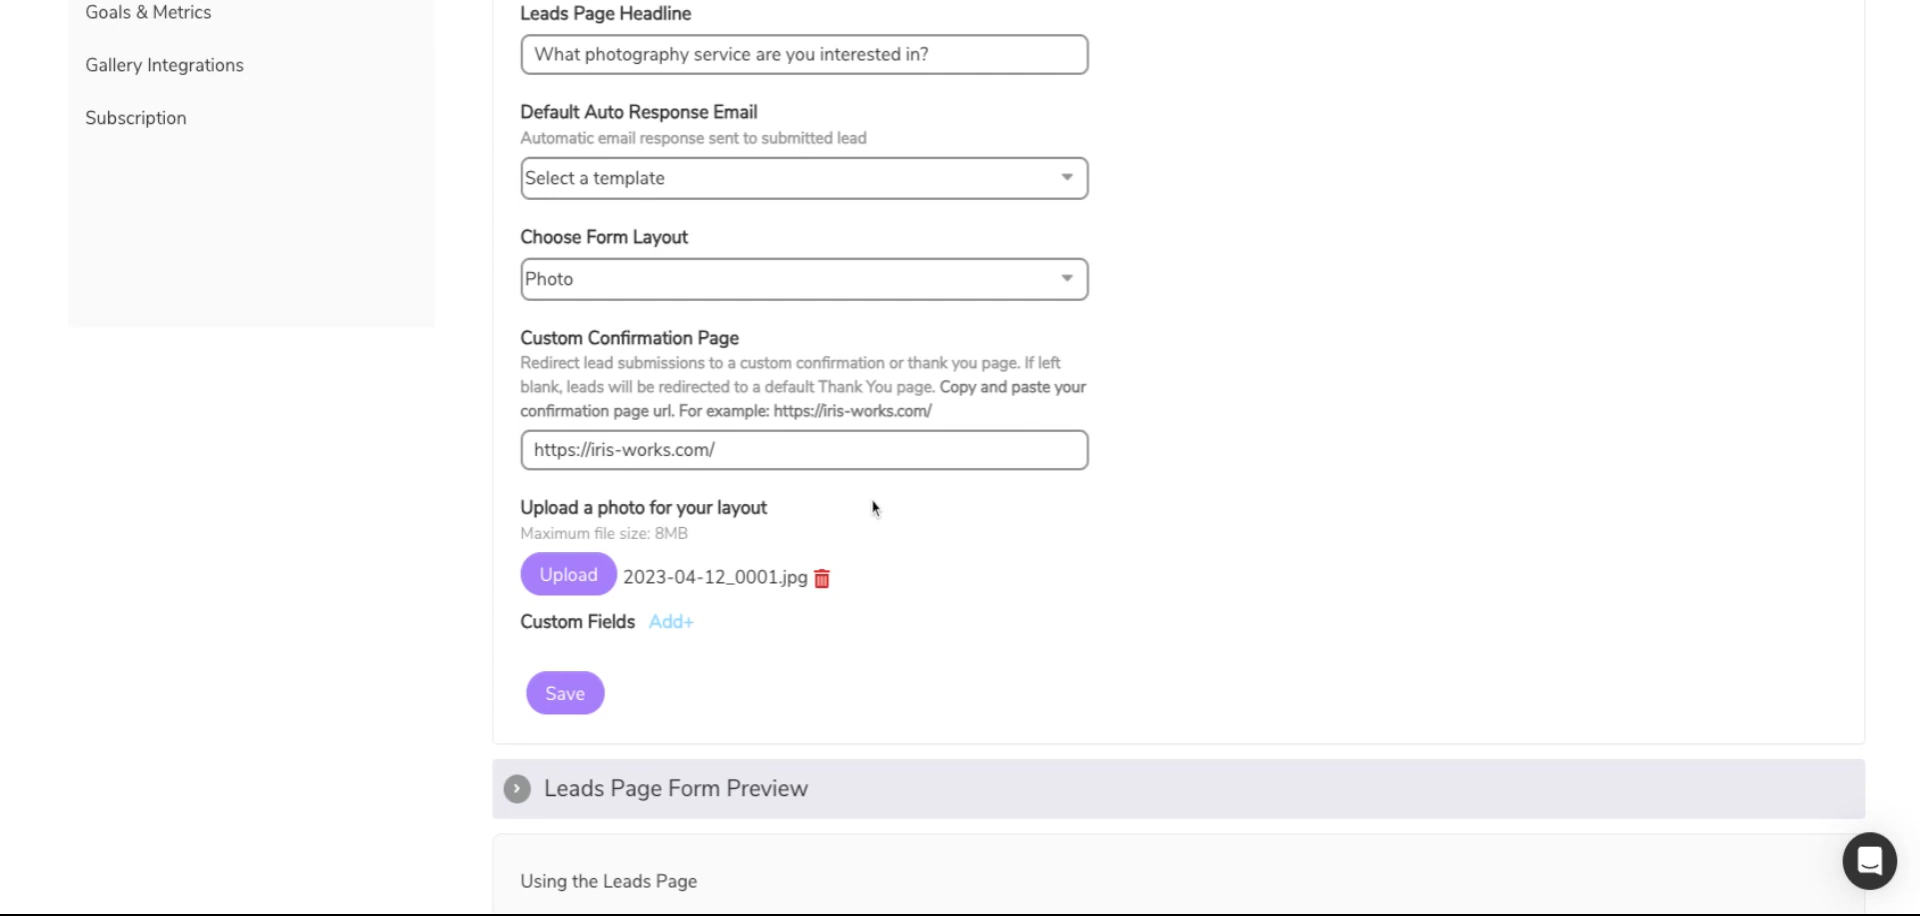 Goals & Metrics
Gallery Integrations
Subscription
Leads Page Headline
What photography service are you interested in?
Default Auto Response Email
Automatic email response sent to submitted lead
Select a template
Choose Form Layout
Photo
Custom Confirmation Page
Redirect lead submissions to a custom confirmation or thank you page. If left
blank, leads will be redirected to a default Thank You page. Copy and paste your
confirmation page url. For example: https://iris-works.com/
https://iris-works.com/
Upload a photo for your layout
Maximum file size: 8MB
Upload 2023-04-12_0001.jpg
Custom Fields Add+
Save
Leads Page Form Preview
Using the Leads Page